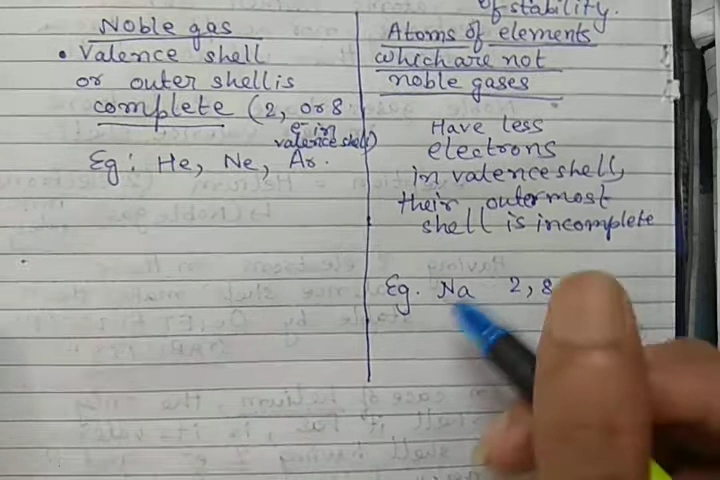 of stability.
Noble gas
• Valence shell
or outer shell is
complete (2, or 8
e- in
valence shell)
Eg: He, Ne, Ar.
Atoms of elements
which are not
noble gases
Have less
electrons
in valence shell,
their outermost
shell is incomplete
Eg. Na 2, 8